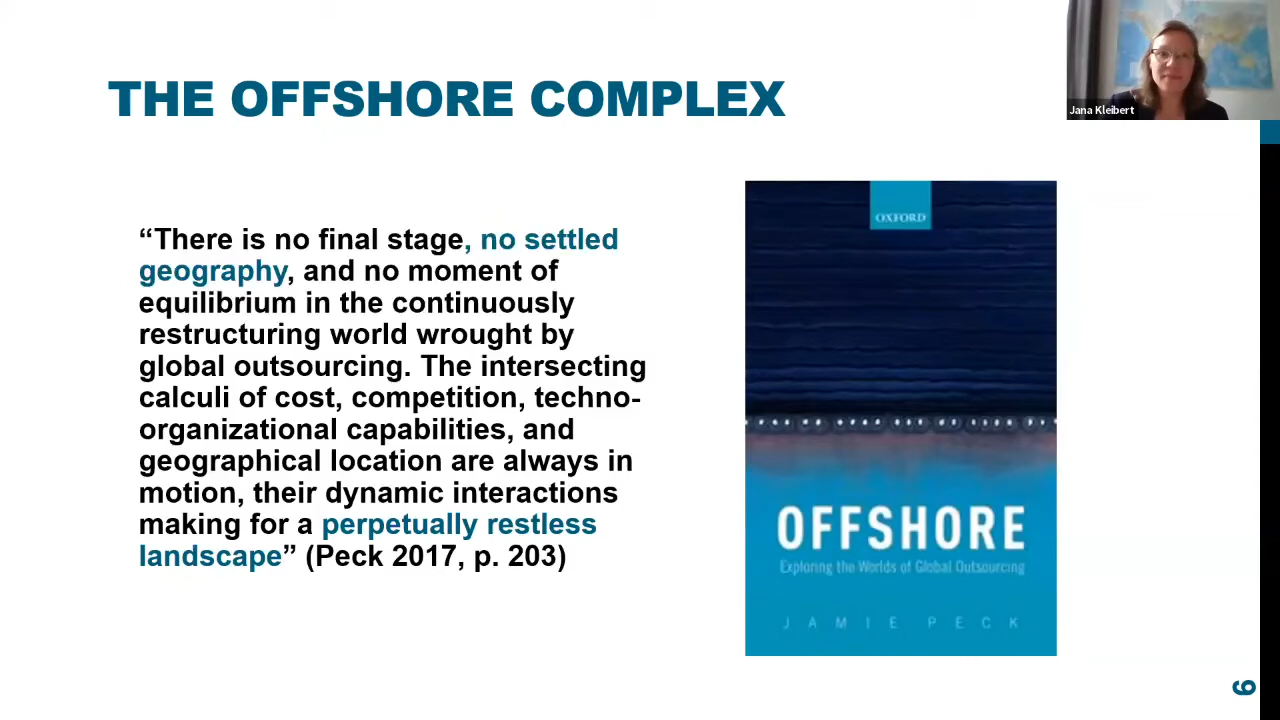 THE OFFSHORE COMPLEX
Jana Kleibert
“There is no final stage, no settled
geography, and no moment of
equilibrium in the continuously
restructuring world wrought by
global outsourcing. The intersecting
calculi of cost, competition, techno-
organizational capabilities, and
geographical location are always in
motion, their dynamic interactions
making for a perpetually restless
landscape” (Peck 2017, p. 203)
OXFORD
OFFSHORE
Exploring the Worlds of Global Outsourcing
JAMIE PECK
6